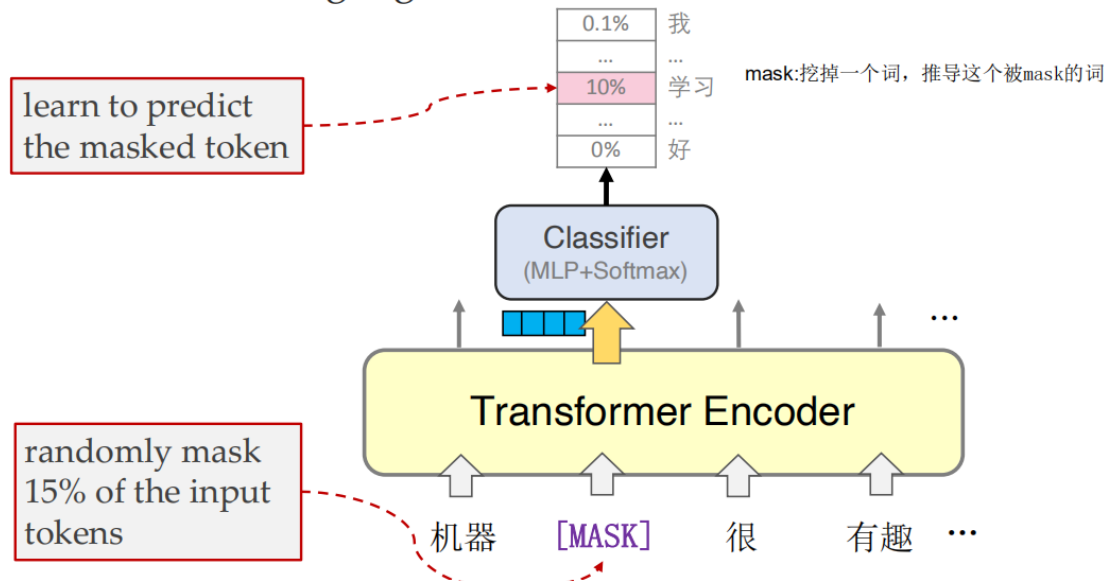 0.1% 我
... ...
mask:挖掉一个词，推导这个被mask的词
10% 学习
learn to predict
the masked token
... ...
0% 好
Classifier
(MLP+Softmax)
...
Transformer Encoder
randomly mask
15% of the input
tokens
机器 [MASK] 很 有趣 ...